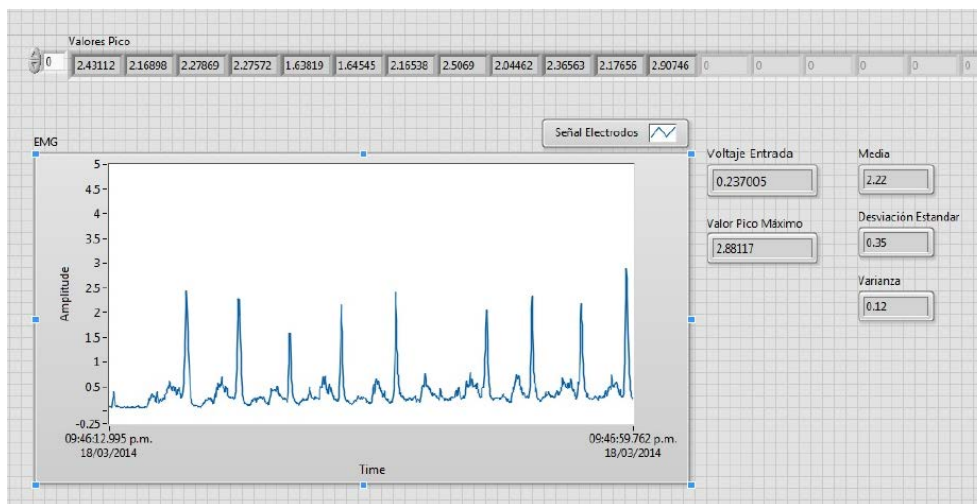 Valores Pico
0 2.43112 2.16898 2.27869 2.27572 1.63819 1.64545 2.16538 2.5069 2.04462 2.36563 2.17656 2.90746 0 0 0 0 0 0
Señal Electrodos
EMG
Voltaje Entrada
0.237005
Valor Pico Máximo
2.88117
Media
2.22
Desviación Estandar
0.35
Varianza
0.12
Amplitude
5
4.5
4
3.5
3
2.5
2
1.5
1
0.5
-0.25
09:46:12.995 p.m.
18/03/2014
09:46:59.762 p.m.
18/03/2014
Time